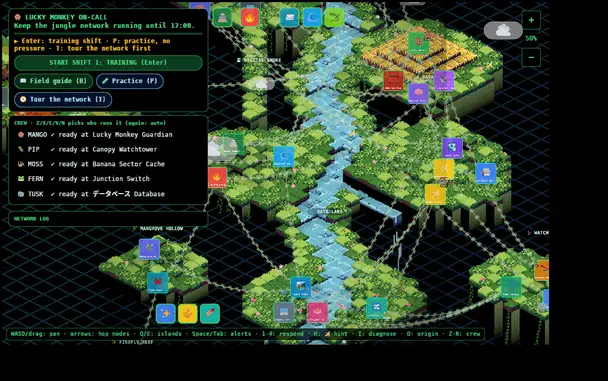 LUCKY MONKEY ON-CALL
Keep the jungle network running until 17:00.
▶ Enter: training shift · P: practice, no
pressure · T: tour the network first
START SHIFT 1: TRAINING (Enter)
Field guide (B)
Practice (P)
Tour the network (T)
CREW · Z/X/C/V/N picks who runs it (again: auto)
MANGO ✓ ready at Lucky Monkey Guardian
PIP ✓ ready at Canopy Watchtower
MOSS ✓ ready at Banana Sector Cache
FERN ✓ ready at Junction Switch
TUSK ✓ ready at データベース Database
NETWORK LOG
+
50%
−
DATA LAKE
MANGROVE HOLLOW
WATCH
WASD/drag: pan · arrows: hop nodes · Q/E: islands · Space/Tab: alerts · 1-4: respond · H: hint · I: diagnose · O: origin · Z-N: crew